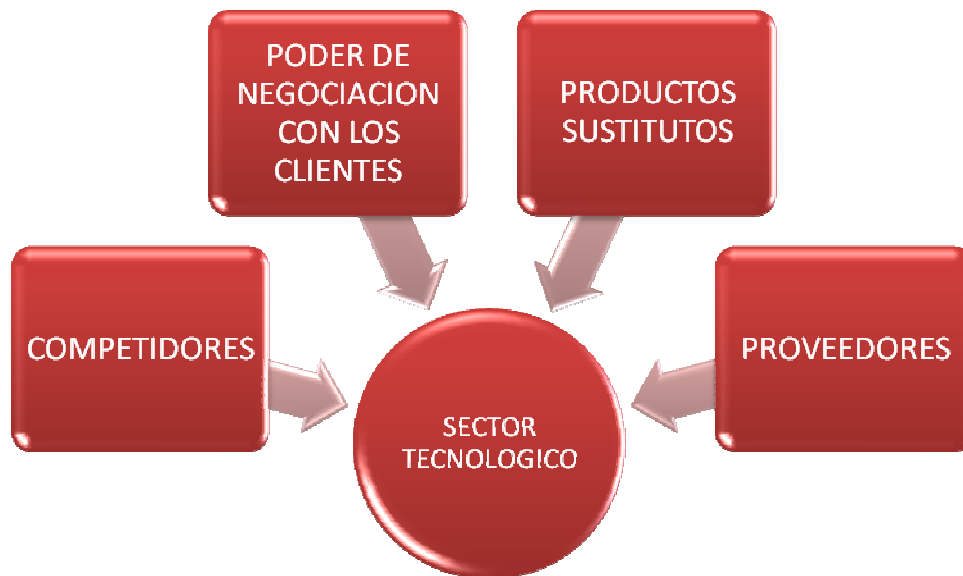 PODER DE
NEGOCIACION
CON LOS
CLIENTES
PRODUCTOS
SUSTITUTOS
COMPETIDORES
PROVEEDORES
SECTOR
TECNOLOGICO